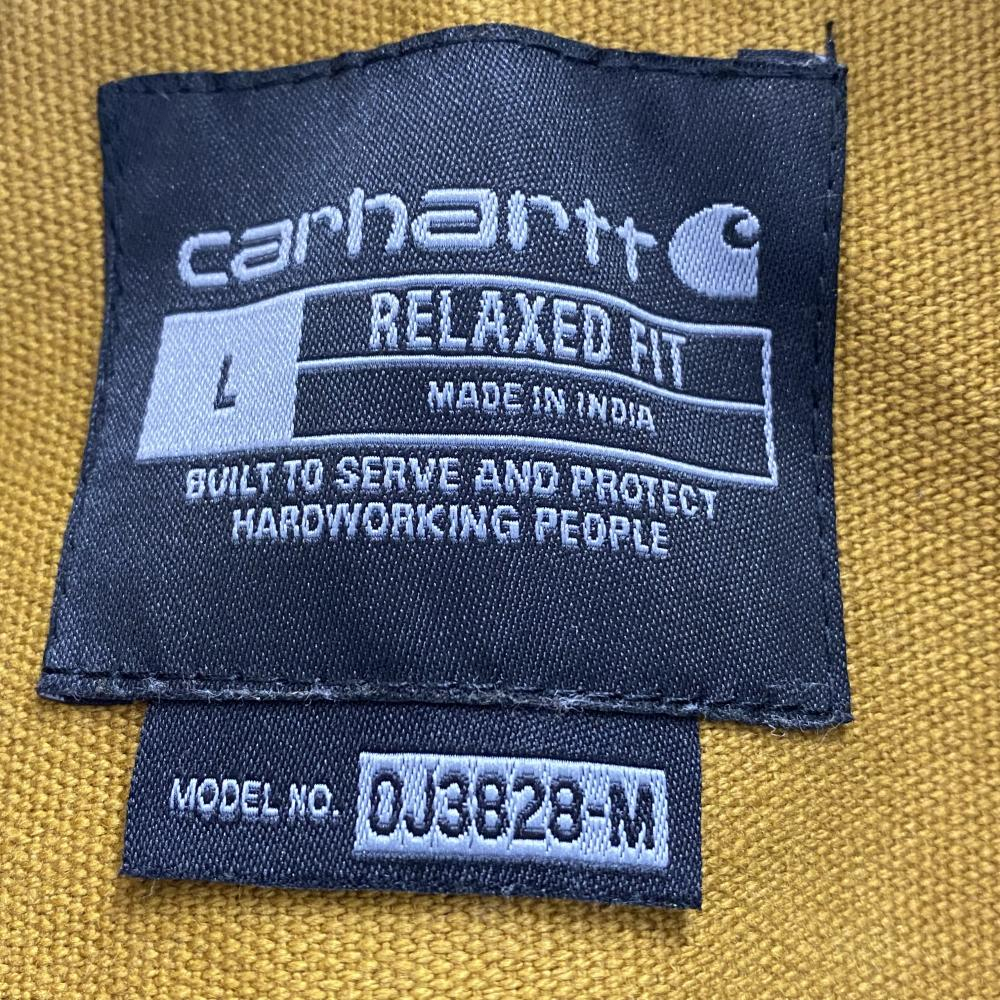 carhartt
RELAXED FIT
L
MADE IN INDIA
BUILT TO SERVE AND PROTECT
HARDWORKING PEOPLE
MODEL NO. 0J3828-M